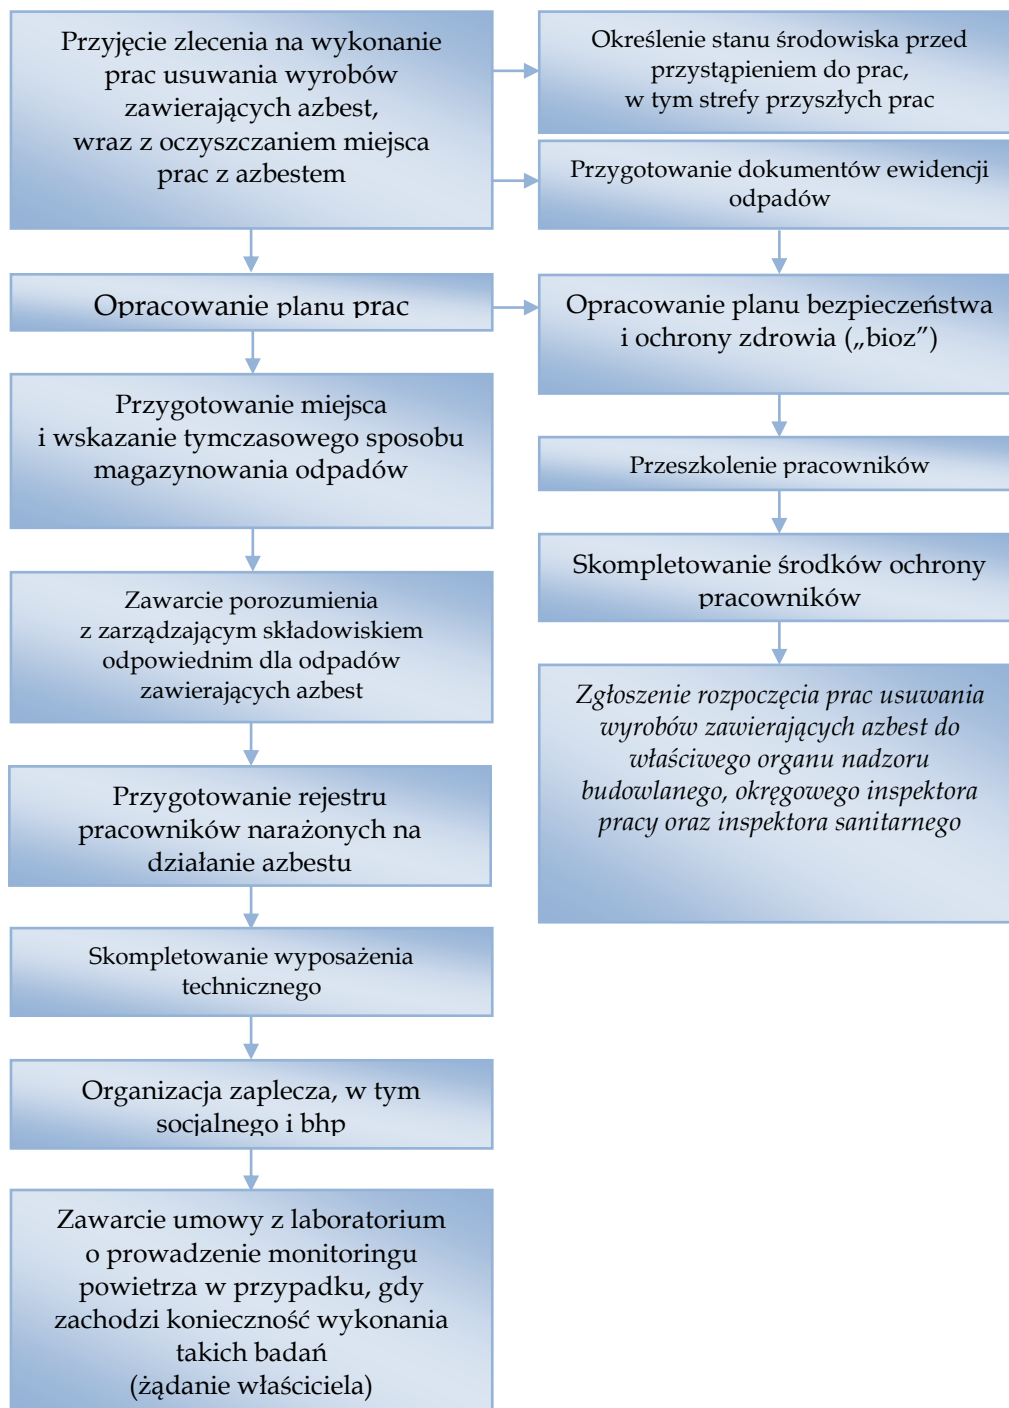 Przyjęcie zlecenia na wykonanie
prac usuwania wyrobów
zawierających azbest,
wraz z oczyszczaniem miejsca
prac z azbestem
Określenie stanu środowiska przed
przystąpieniem do prac,
w tym strefy przyszłych prac
Przygotowanie dokumentów ewidencji
odpadów
Opracowanie planu prac
Opracowanie planu bezpieczeństwa
i ochrony zdrowia („bioz”)
Przygotowanie miejsca
i wskazanie tymczasowego sposobu
magazynowania odpadów
Przeszkolenie pracowników
Zawarcie porozumienia
z zarządzającym składowiskiem
odpowiednim dla odpadów
zawierających azbest
Skompletowanie środków ochrony
pracowników
Przygotowanie rejestru
pracowników narażonych na
działanie azbestu
Zgłoszenie rozpoczęcia prac usuwania
wyrobów zawierających azbest do
właściwego organu nadzoru
budowlanego, okręgowego inspektora
pracy oraz inspektora sanitarnego
Skompletowanie wyposażenia
technicznego
Organizacja zaplecza, w tym
socjalnego i bhp
Zawarcie umowy z laboratorium
o prowadzenie monitoringu
powietrza w przypadku, gdy
zachodzi konieczność wykonania
takich badań
(żądanie właściciela)